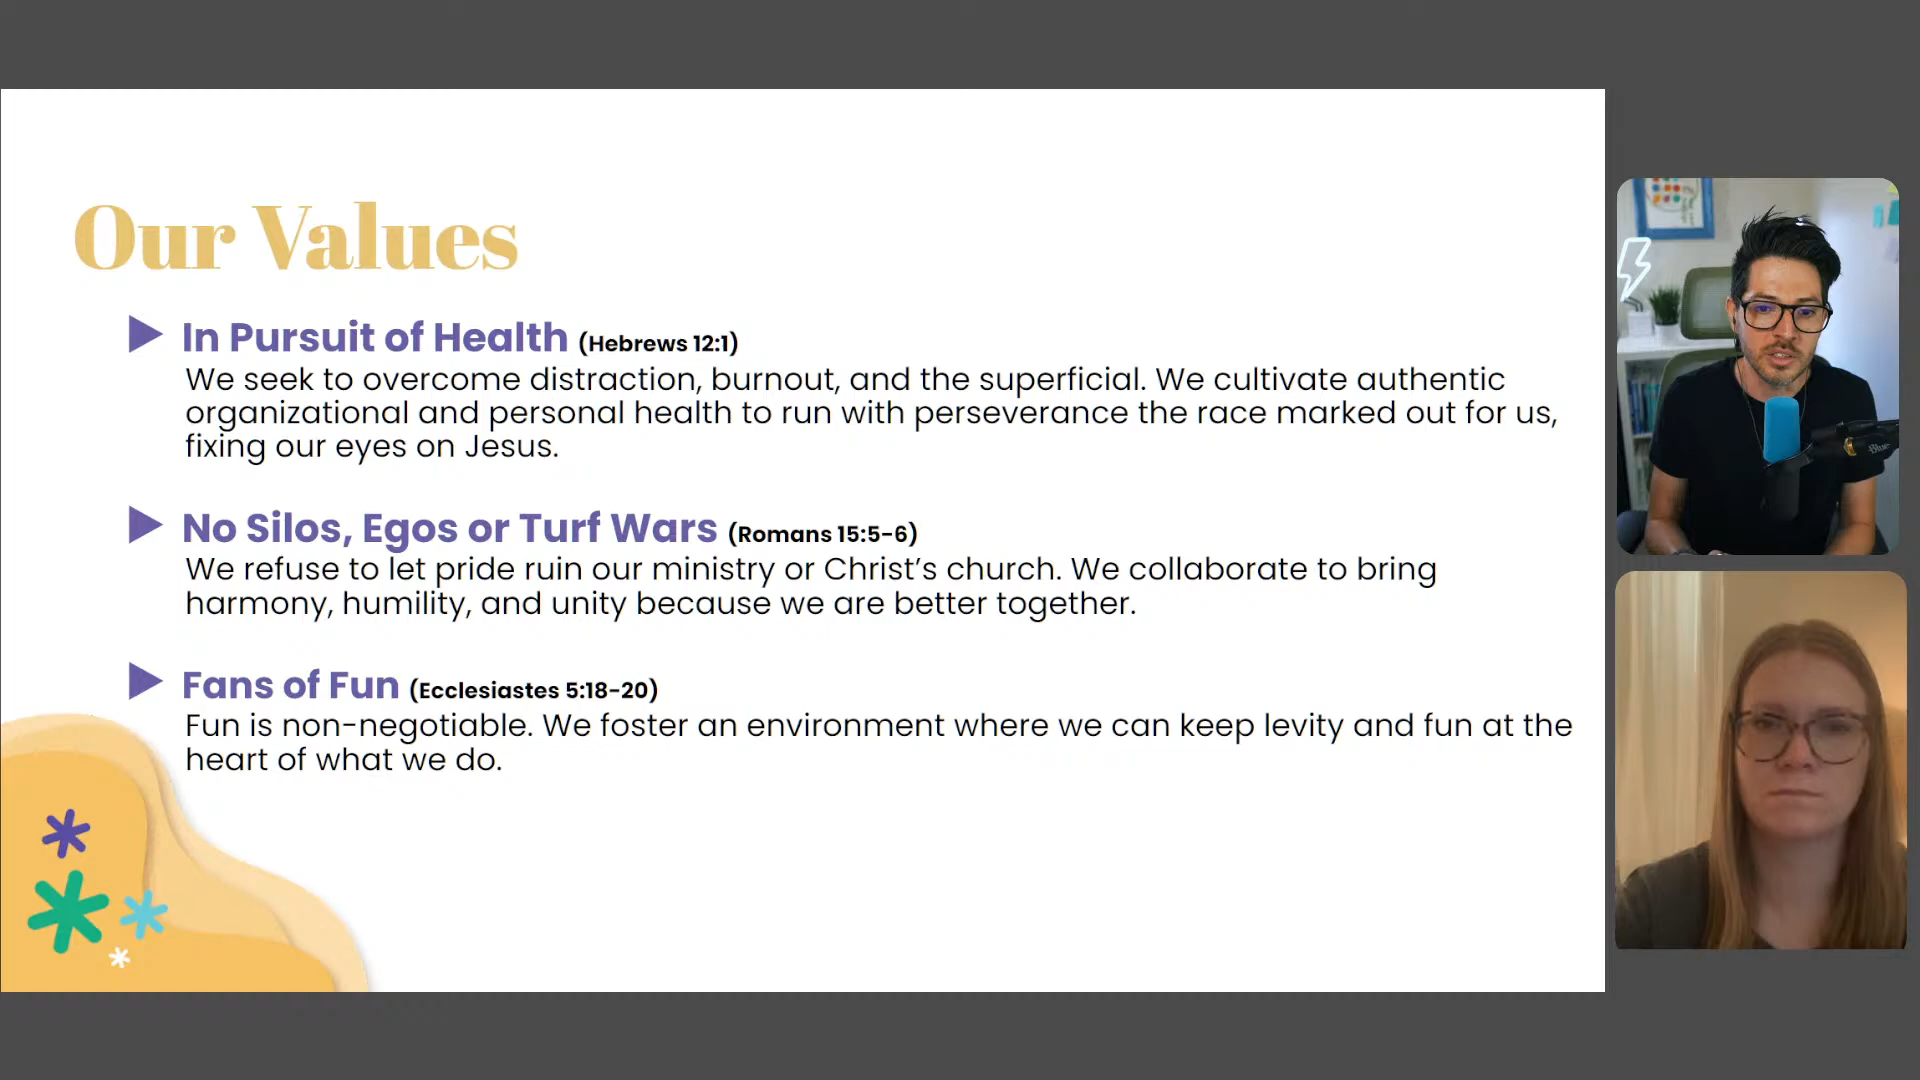 Our Values
In Pursuit of Health (Hebrews 12:1)
We seek to overcome distraction, burnout, and the superficial. We cultivate authentic
organizational and personal health to run with perseverance the race marked out for us,
fixing our eyes on Jesus.
No Silos, Egos or Turf Wars (Romans 15:5-6)
We refuse to let pride ruin our ministry or Christ’s church. We collaborate to bring
harmony, humility, and unity because we are better together.
Fans of Fun (Ecclesiastes 5:18-20)
Fun is non-negotiable. We foster an environment where we can keep levity and fun at the
heart of what we do.
Blue